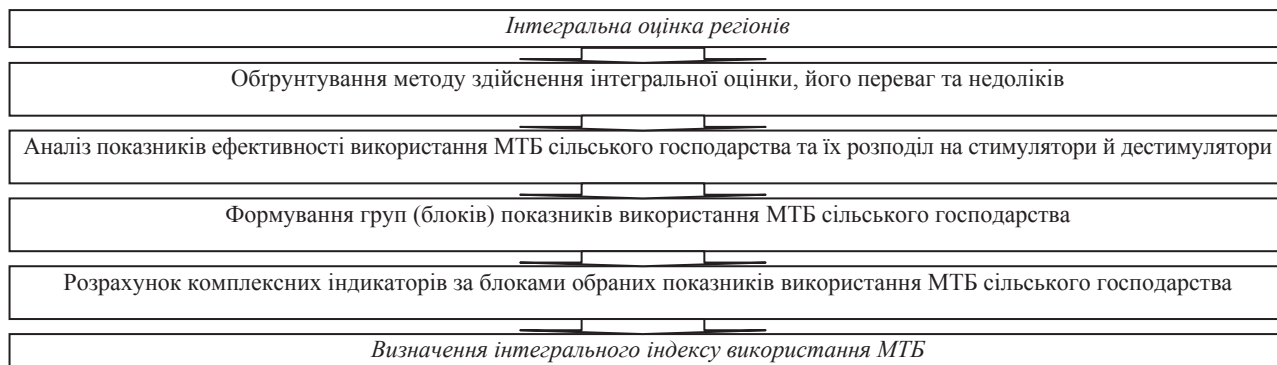 Інтегральна оцінка регіонів
Обґрунтування методу здійснення інтегральної оцінки, його переваг та недоліків
Аналіз показників ефективності використання МТБ сільського господарства та їх розподіл на стимулятори й дестимулятори
Формування груп (блоків) показників використання МТБ сільського господарства
Розрахунок комплексних індикаторів за блоками обраних показників використання МТБ сільського господарства
Визначення інтегрального індексу використання МТБ